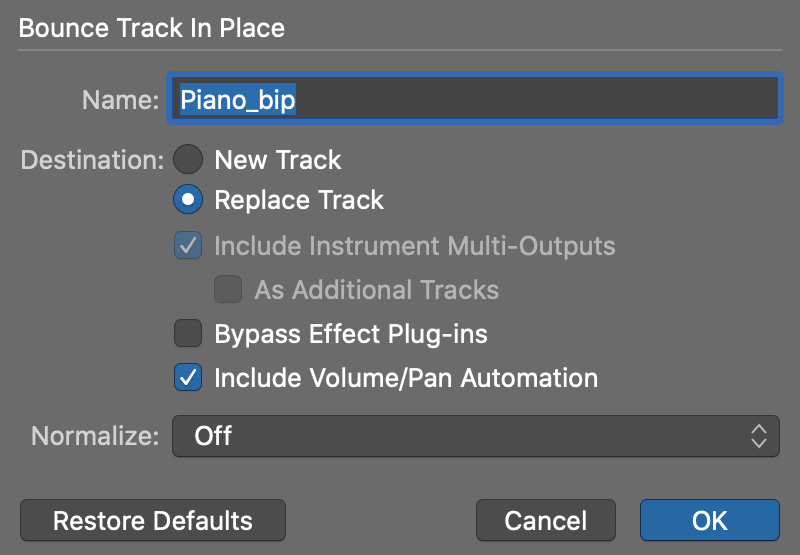 Bounce Track In Place
Name: Piano_bip
Destination: New Track
Replace Track
Include Instrument Multi-Outputs
As Additional Tracks
Bypass Effect Plug-ins
Include Volume/Pan Automation
Normalize: Off
Restore Defaults Cancel OK